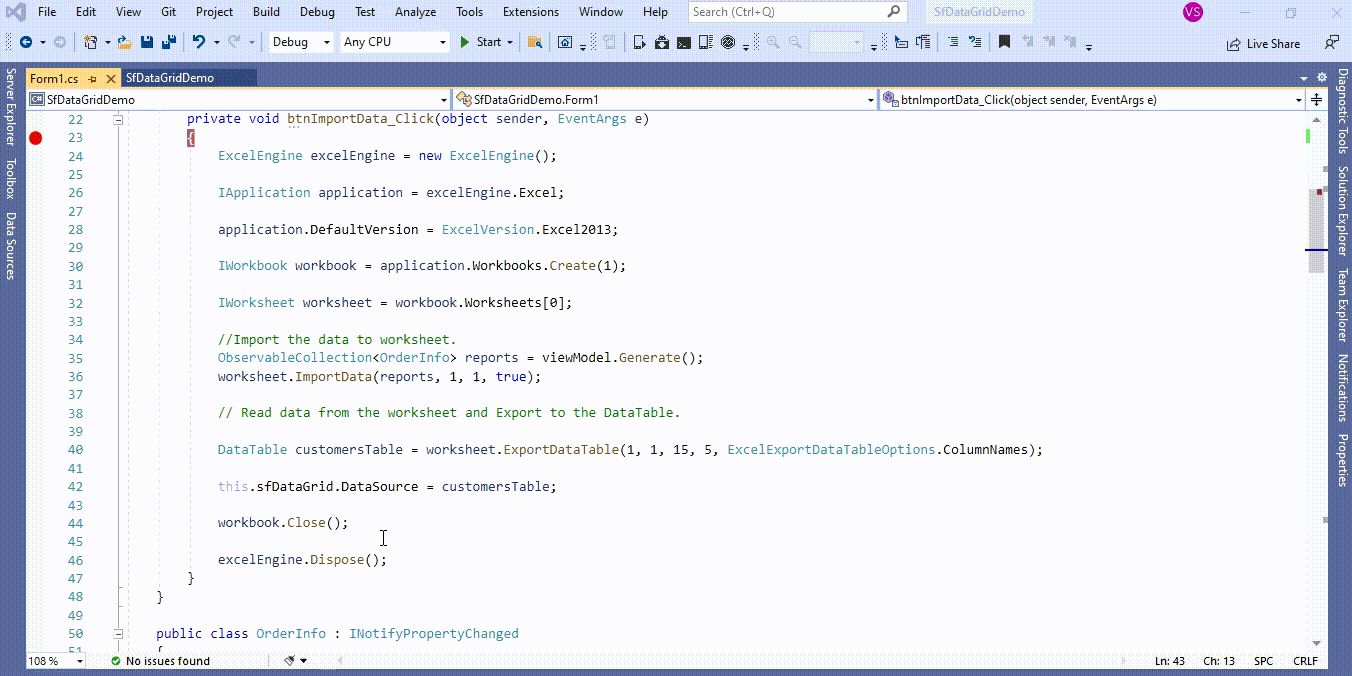 File Edit View Git Project Build Debug Test Analyze Tools Extensions Window Help Search (Ctrl+Q) SfDataGridDemo VS
Debug Any CPU Start Live Share
Form1.cs SfDataGridDemo
SfDataGridDemo SfDataGridDemo.Form1 btnImportData_Click(object sender, EventArgs e)
Server Explorer
Toolbox
Data Sources
22 private void btnImportData_Click(object sender, EventArgs e)
23 {
24 ExcelEngine excelEngine = new ExcelEngine();
25
26 IApplication application = excelEngine.Excel;
27
28 application.DefaultVersion = ExcelVersion.Excel2013;
29
30 IWorkbook workbook = application.Workbooks.Create(1);
31
32 IWorksheet worksheet = workbook.Worksheets[0];
33
34 //Import the data to worksheet.
35 ObservableCollection<OrderInfo> reports = viewModel.Generate();
36 worksheet.ImportData(reports, 1, 1, true);
37
38 // Read data from the worksheet and Export to the DataTable.
39
40 DataTable customersTable = worksheet.ExportDataTable(1, 1, 15, 5, ExcelExportDataTableOptions.ColumnNames);
41
42 this.sfDataGrid.DataSource = customersTable;
43
44 workbook.Close();
45
46 excelEngine.Dispose();
47 }
48 }
49
50 public class OrderInfo : INotifyPropertyChanged
51 {
Diagnostic Tools
Solution Explorer
Team Explorer
Notifications
Properties
108 % No issues found Ln: 43 Ch: 13 SPC CRLF